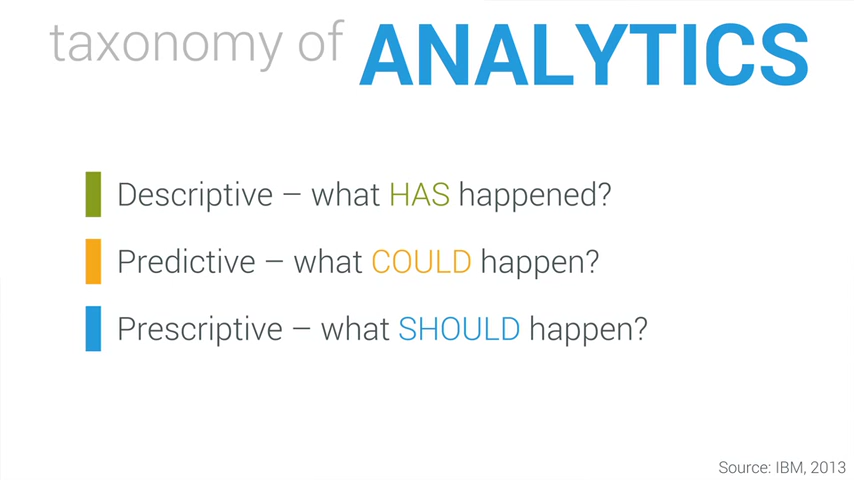 taxonomy of ANALYTICS
Descriptive – what HAS happened?
Predictive – what COULD happen?
Prescriptive – what SHOULD happen?
Source: IBM, 2013